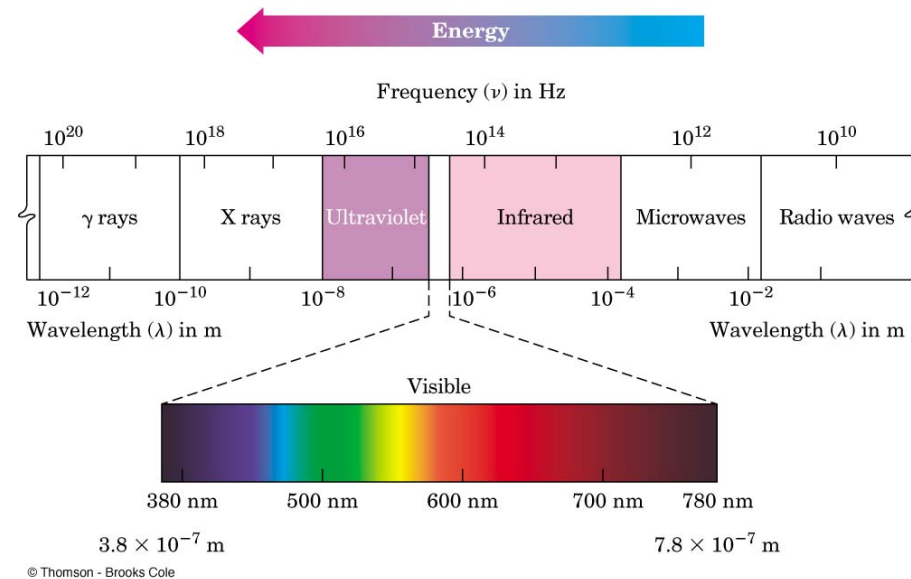 Energy
Frequency (ν) in Hz
10²⁰ 10¹⁸ 10¹⁶ 10¹⁴ 10¹² 10¹⁰
γ rays X rays Ultraviolet Infrared Microwaves Radio waves
10⁻¹² 10⁻¹⁰ 10⁻⁸ 10⁻⁶ 10⁻⁴ 10⁻²
Wavelength (λ) in m Wavelength (λ) in m
Visible
380 nm 500 nm 600 nm 700 nm 780 nm
3.8 × 10⁻⁷ m 7.8 × 10⁻⁷ m
© Thomson - Brooks Cole